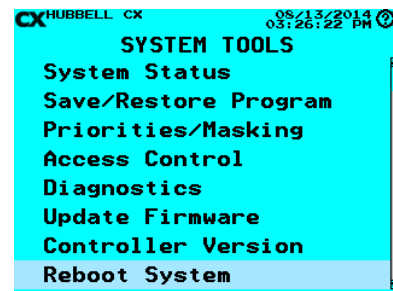 CX HUBBELL CX 08/13/2014
03:26:22 PM ?
SYSTEM TOOLS
System Status
Save/Restore Program
Priorities/Masking
Access Control
Diagnostics
Update Firmware
Controller Version
Reboot System